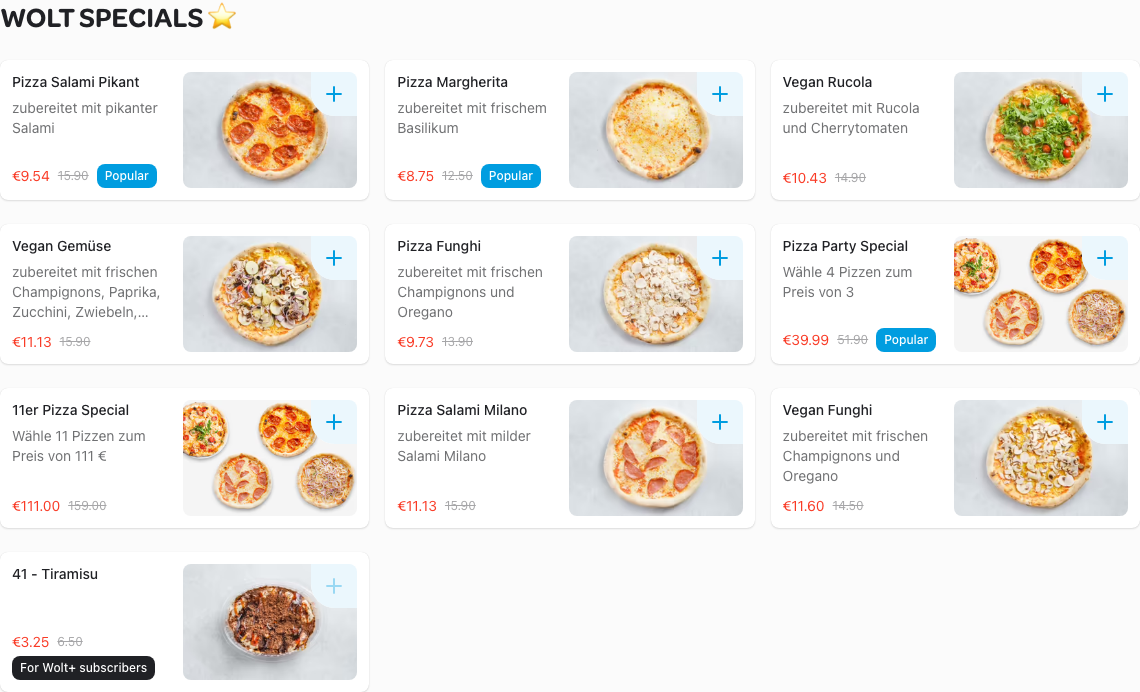 WOLT SPECIALS ⭐
Pizza Salami Pikant
zubereitet mit pikanter
Salami
€9.54 15.90 Popular
Pizza Margherita
zubereitet mit frischem
Basilikum
€8.75 12.50 Popular
Vegan Rucola
zubereitet mit Rucola
und Cherrytomaten
€10.43 14.90
Vegan Gemüse
zubereitet mit frischen
Champignons, Paprika,
Zucchini, Zwiebeln,...
€11.13 15.90
Pizza Funghi
zubereitet mit frischen
Champignons und
Oregano
€9.73 13.90
Pizza Party Special
Wähle 4 Pizzen zum
Preis von 3
€39.99 51.90 Popular
11er Pizza Special
Wähle 11 Pizzen zum
Preis von 111 €
€111.00 159.00
Pizza Salami Milano
zubereitet mit milder
Salami Milano
€11.13 15.90
Vegan Funghi
zubereitet mit frischen
Champignons und
Oregano
€11.60 14.50
41 - Tiramisu
€3.25 6.50
For Wolt+ subscribers